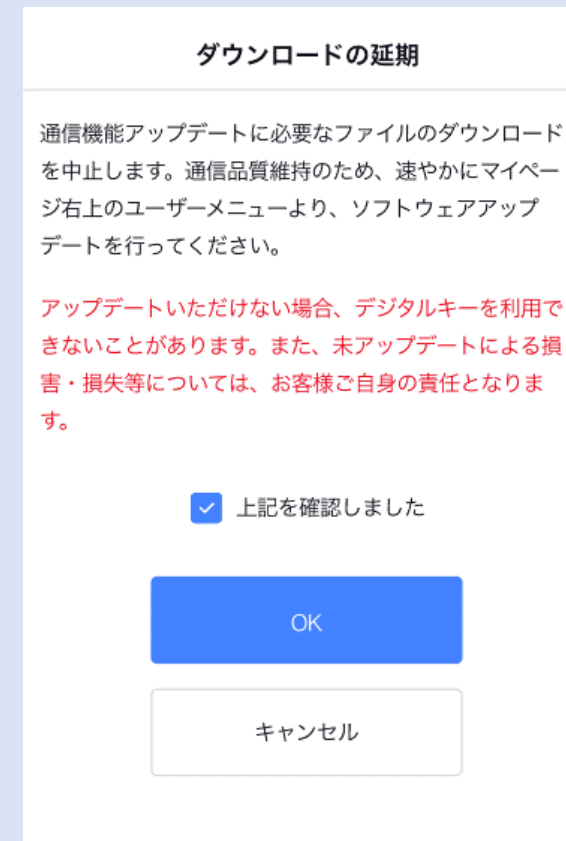 ダウンロードの延期
通信機能アップデートに必要なファイルのダウンロード
を中止します。通信品質維持のため、速やかにマイペー
ジ右上のユーザーメニューより、ソフトウェアアップ
デートを行ってください。
アップデートいただけない場合、デジタルキーを利用で
きないことがあります。また、未アップデートによる損
害・損失等については、お客様ご自身の責任となりま
す。
上記を確認しました
OK
キャンセル